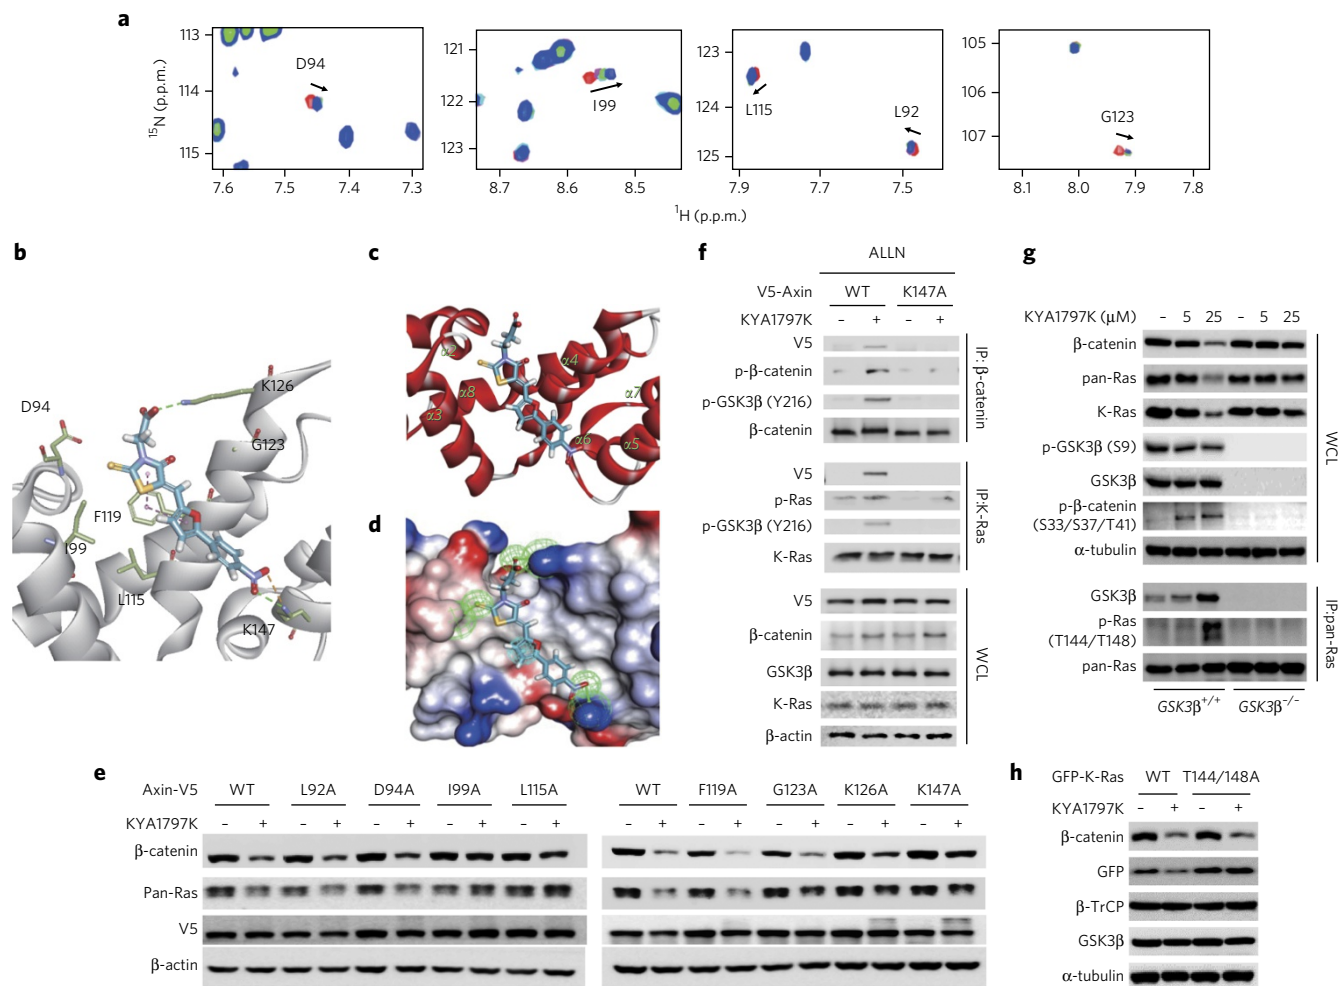 a
113
114
115
D94
7.6 7.5 7.4 7.3
121
122
123
I99
8.7 8.6 8.5
123
124
125
L115
L92
7.9 7.7 7.5
105
106
107
G123
8.1 8.0 7.9 7.8
15N (p.p.m.)
1H (p.p.m.)
b
D94
K126
G123
F119
I99
L115
K147
c
α2
α4
α8
α3
α7
α6
α5
d
e
Axin-V5 WT L92A D94A I99A L115A WT F119A G123A K126A K147A
KYA1797K – + – + – + – + – + – + – + – + – + – +
β-catenin
Pan-Ras
V5
β-actin
f
ALLN
V5-Axin WT K147A
KYA1797K – + – +
V5
p-β-catenin
p-GSK3β (Y216)
β-catenin
IP:β-catenin
V5
p-Ras
p-GSK3β (Y216)
K-Ras
IP:K-Ras
V5
β-catenin
GSK3β
K-Ras
β-actin
WCL
g
KYA1797K (μM) – 5 25 – 5 25
β-catenin
pan-Ras
K-Ras
p-GSK3β (S9)
GSK3β
p-β-catenin
(S33/S37/T41)
α-tubulin
WCL
GSK3β
p-Ras
(T144/T148)
pan-Ras
IP:pan-Ras
GSK3β+/+ GSK3β-/-
h
GFP-K-Ras WT T144/148A
KYA1797K – + – +
β-catenin
GFP
β-TrCP
GSK3β
α-tubulin